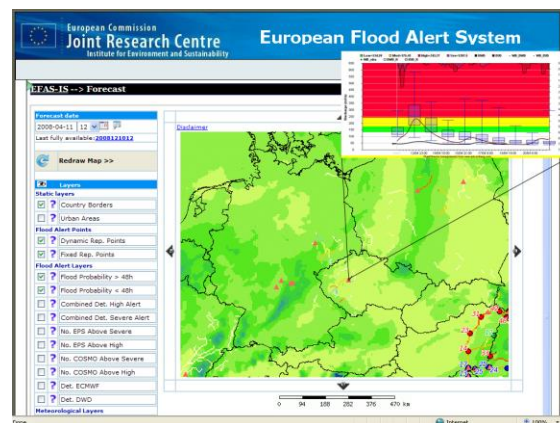 European Commission
Joint Research Centre
Institute for Environment and Sustainability
European Flood Alert System
EFAS-IS --> Forecast
Forecast date
2008-04-11 12
Last fully available:2008121012
Redraw Map >>
Disclaimer
Layers
Static layers
? Country Borders
? Urban Areas
Flood Alert Points
? Dynamic Rep. Points
? Fixed Rep. Points
Flood Alert Layers
? Flood Probability > 48h
? Flood Probability < 48h
? Combined Det. High Alert
? Combined Det. Severe Alert
? No. EPS Above Severe
? No. EPS Above High
? No. COSMO Above Severe
? No. COSMO Above High
? Det. ECMWF
? Det. DWD
Meteorological Layers
0 94 188 282 376 470 km
Done
Internet
100%